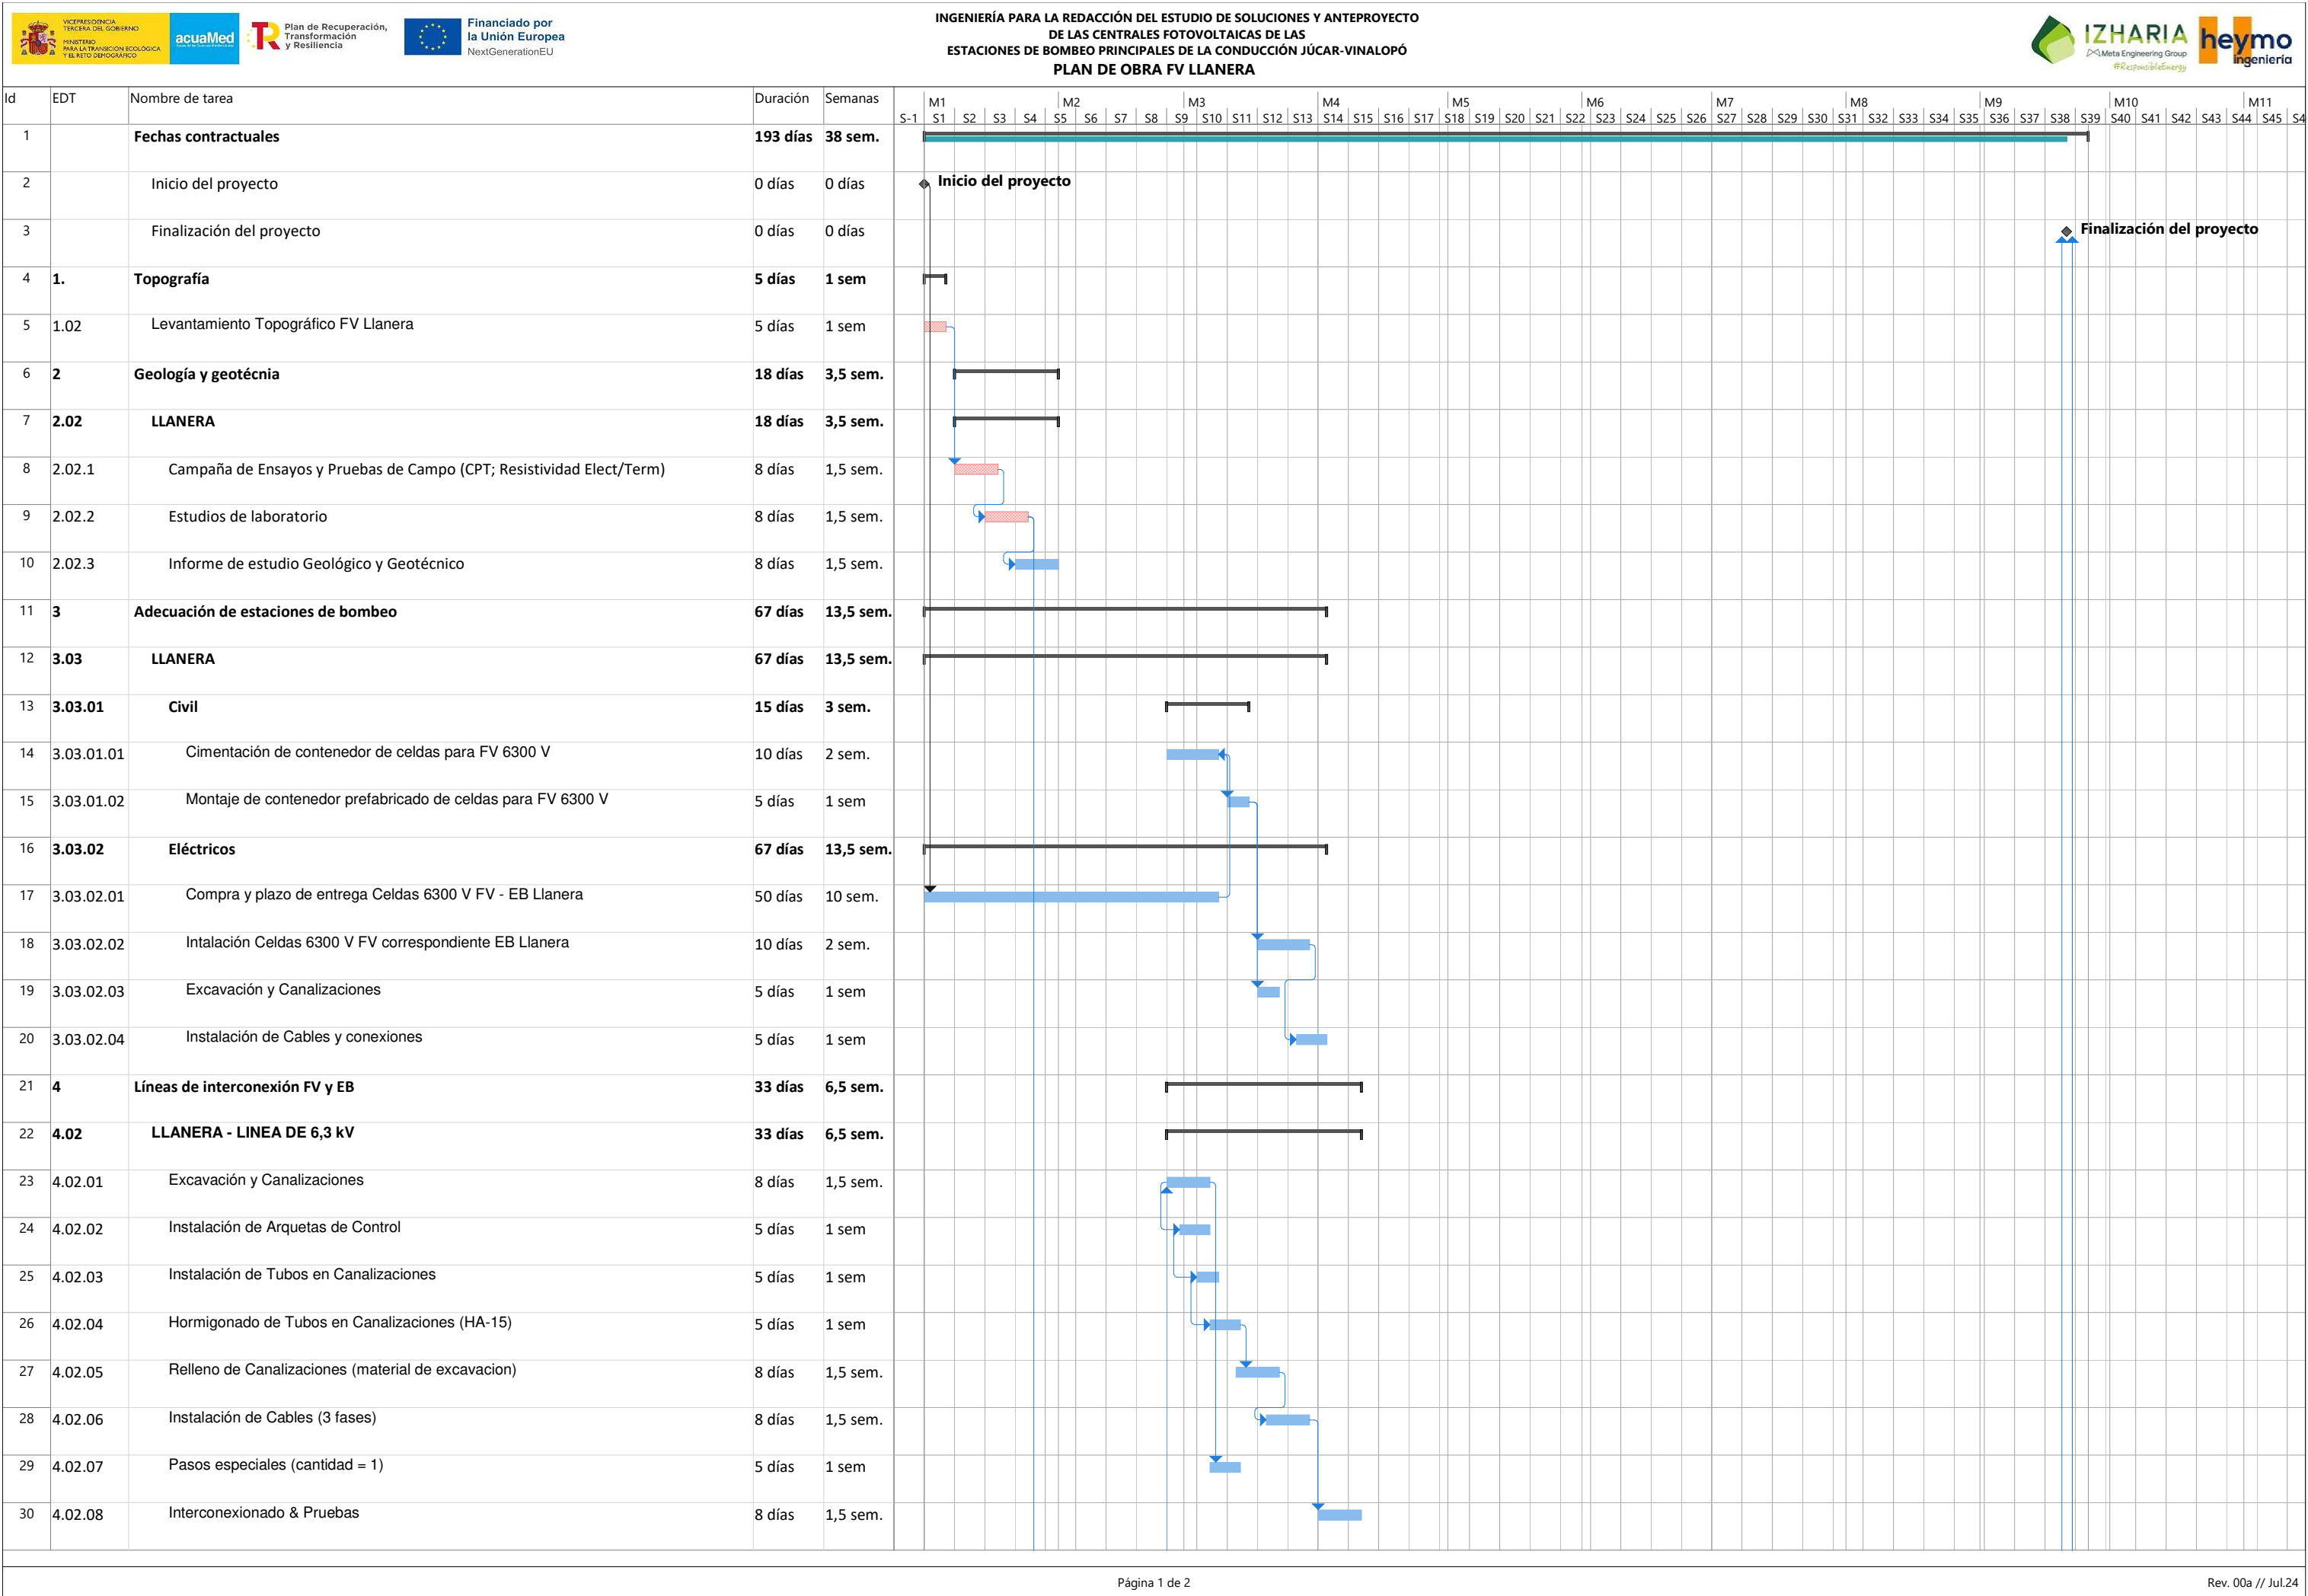 VICEPRESIDENCIA
TERCERA DEL GOBIERNO
MINISTERIO
PARA LA TRANSICIÓN ECOLÓGICA
Y EL RETO DEMOGRÁFICO
acuaMed
Plan de Recuperación,
Transformación
y Resiliencia
Financiado por
la Unión Europea
NextGenerationEU
INGENIERÍA PARA LA REDACCIÓN DEL ESTUDIO DE SOLUCIONES Y ANTEPROYECTO
DE LAS CENTRALES FOTOVOLTAICAS DE LAS
ESTACIONES DE BOMBEO PRINCIPALES DE LA CONDUCCIÓN JÚCAR-VINALOPÓ
PLAN DE OBRA FV LLANERA
IZHARIA
Meta Engineering Group
#ResponsibleEnergy
heymo
ingeniería
Id EDT Nombre de tarea Duración Semanas
M1 M2 M3 M4 M5 M6 M7 M8 M9 M10 M11
S-1 S1 S2 S3 S4 S5 S6 S7 S8 S9 S10 S11 S12 S13 S14 S15 S16 S17 S18 S19 S20 S21 S22 S23 S24 S25 S26 S27 S28 S29 S30 S31 S32 S33 S34 S35 S36 S37 S38 S39 S40 S41 S42 S43 S44 S45 S4
1 Fechas contractuales 193 días 38 sem.
2 Inicio del proyecto 0 días 0 días Inicio del proyecto
3 Finalización del proyecto 0 días 0 días Finalización del proyecto
4 1. Topografía 5 días 1 sem
5 1.02 Levantamiento Topográfico FV Llanera 5 días 1 sem
6 2 Geología y geotécnia 18 días 3,5 sem.
7 2.02 LLANERA 18 días 3,5 sem.
8 2.02.1 Campaña de Ensayos y Pruebas de Campo (CPT; Resistividad Elect/Term) 8 días 1,5 sem.
9 2.02.2 Estudios de laboratorio 8 días 1,5 sem.
10 2.02.3 Informe de estudio Geológico y Geotécnico 8 días 1,5 sem.
11 3 Adecuación de estaciones de bombeo 67 días 13,5 sem.
12 3.03 LLANERA 67 días 13,5 sem.
13 3.03.01 Civil 15 días 3 sem.
14 3.03.01.01 Cimentación de contenedor de celdas para FV 6300 V 10 días 2 sem.
15 3.03.01.02 Montaje de contenedor prefabricado de celdas para FV 6300 V 5 días 1 sem
16 3.03.02 Eléctricos 67 días 13,5 sem.
17 3.03.02.01 Compra y plazo de entrega Celdas 6300 V FV - EB Llanera 50 días 10 sem.
18 3.03.02.02 Intalación Celdas 6300 V FV correspondiente EB Llanera 10 días 2 sem.
19 3.03.02.03 Excavación y Canalizaciones 5 días 1 sem
20 3.03.02.04 Instalación de Cables y conexiones 5 días 1 sem
21 4 Líneas de interconexión FV y EB 33 días 6,5 sem.
22 4.02 LLANERA - LINEA DE 6,3 kV 33 días 6,5 sem.
23 4.02.01 Excavación y Canalizaciones 8 días 1,5 sem.
24 4.02.02 Instalación de Arquetas de Control 5 días 1 sem
25 4.02.03 Instalación de Tubos en Canalizaciones 5 días 1 sem
26 4.02.04 Hormigonado de Tubos en Canalizaciones (HA-15) 5 días 1 sem
27 4.02.05 Relleno de Canalizaciones (material de excavacion) 8 días 1,5 sem.
28 4.02.06 Instalación de Cables (3 fases) 8 días 1,5 sem.
29 4.02.07 Pasos especiales (cantidad = 1) 5 días 1 sem
30 4.02.08 Interconexionado & Pruebas 8 días 1,5 sem.
Página 1 de 2
Rev. 00a // Jul.24